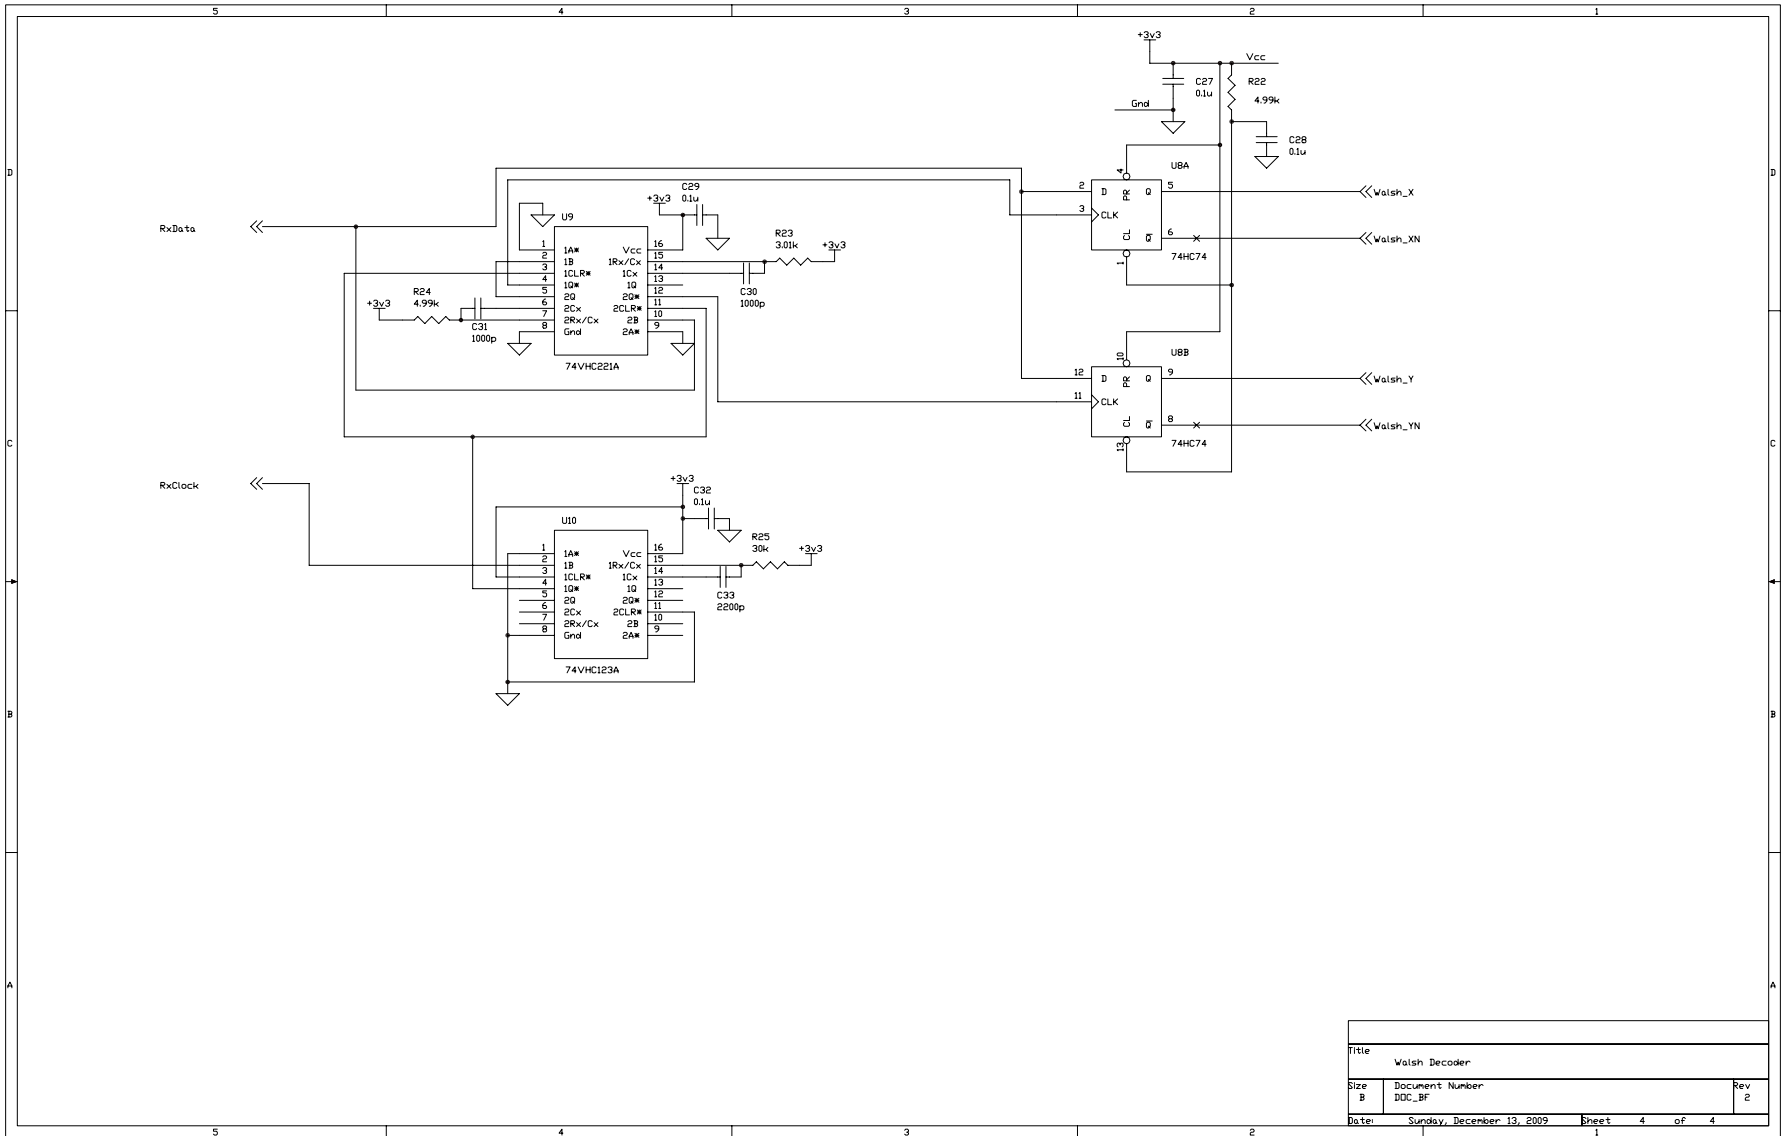 5 4 3 2 1
D
C
B
A
D
C
B
A
+3v3
Vcc
C27
0.1u
R22
4.99k
Gnd
C28
0.1u
U8A
4
2 D PR Q 5
Walsh_X
3 CLK
CL Q 6
Walsh_XN
1
74HC74
RxData
C29
0.1u
+3v3
U9
R23
3.01k
+3v3
1 1A* Vcc 16
2 1B 1Rx/Cx 15
3 1CLR* 1Cx 14
4 1Q* 1Q 13
5 2Q 2Q* 12
6 2Cx 2CLR* 11
7 2Rx/Cx 2B 10
8 Gnd 2A* 9
74VHC221A
C30
1000p
R24
4.99k
+3v3
C31
1000p
U8B
10
12 D PR Q 9
Walsh_Y
11 CLK
CL Q 8
Walsh_YN
13
74HC74
RxClock
+3v3
C32
0.1u
U10
R25
30k
+3v3
1 1A* Vcc 16
2 1B 1Rx/Cx 15
3 1CLR* 1Cx 14
4 1Q* 1Q 13
5 2Q 2Q* 12
6 2Cx 2CLR* 11
7 2Rx/Cx 2B 10
8 Gnd 2A* 9
74VHC123A
C33
2200p
Title
Walsh Decoder
Size Document Number Rev
B DOC_BF 2
Date: Sunday, December 13, 2009 Sheet 4 of 4
5 4 3 2 1